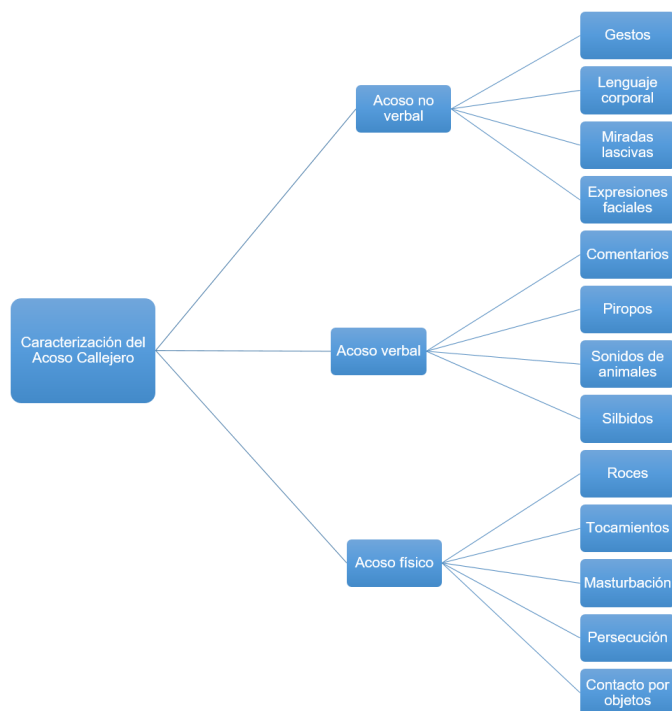 Caracterización del
Acoso Callejero
Acoso no
verbal
Gestos
Lenguaje
corporal
Miradas
lascivas
Expresiones
faciales
Acoso verbal
Comentarios
Piropos
Sonidos de
animales
Silbidos
Acoso físico
Roces
Tocamientos
Masturbación
Persecución
Contacto por
objetos